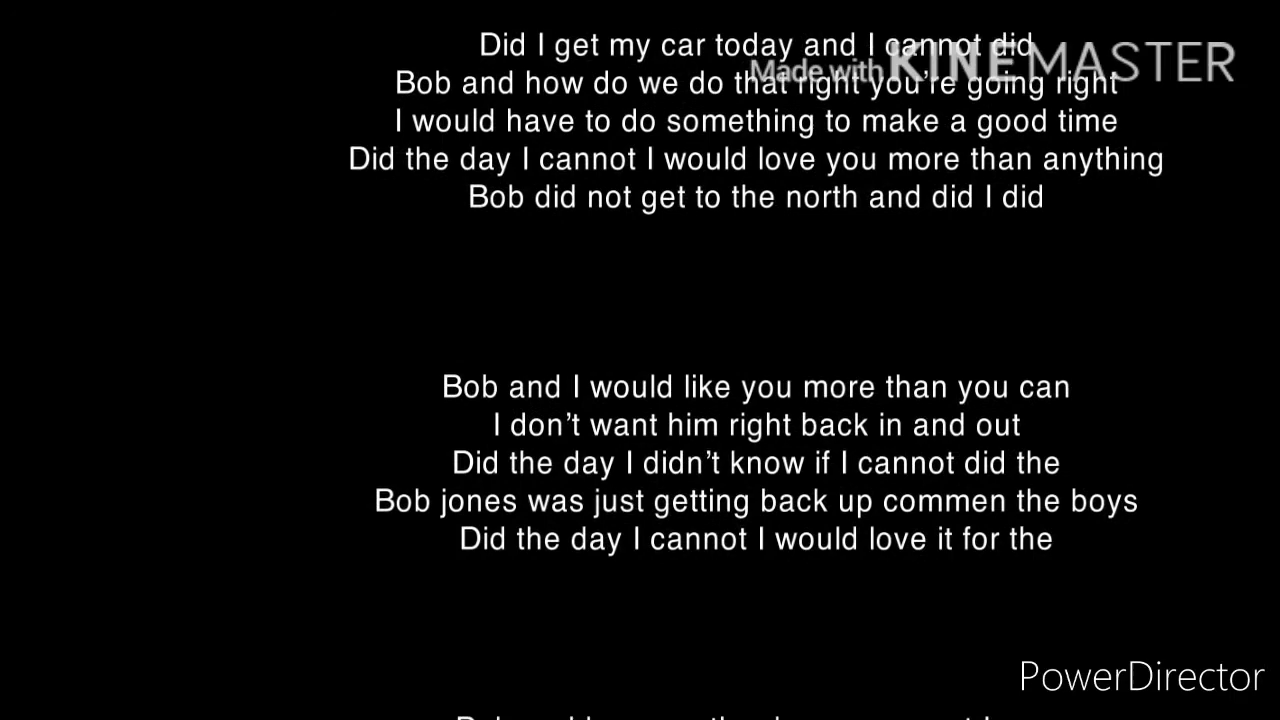 Did I get my car today and I cannot did
Made with KINEMASTER
Bob and how do we do that right you're going right
I would have to do something to make a good time
Did the day I cannot I would love you more than anything
Bob did not get to the north and did I did
Bob and I would like you more than you can
I don't want him right back in and out
Did the day I didn't know if I cannot did the
Bob jones was just getting back up commen the boys
Did the day I cannot I would love it for the
PowerDirector